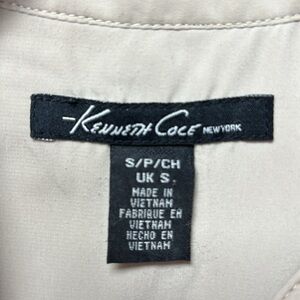 Kenneth Cole NEW YORK
S/P/CH
UK S.
MADE IN
VIETNAM
FABRIQUE EN
VIETNAM
HECHO EN
VIETNAM